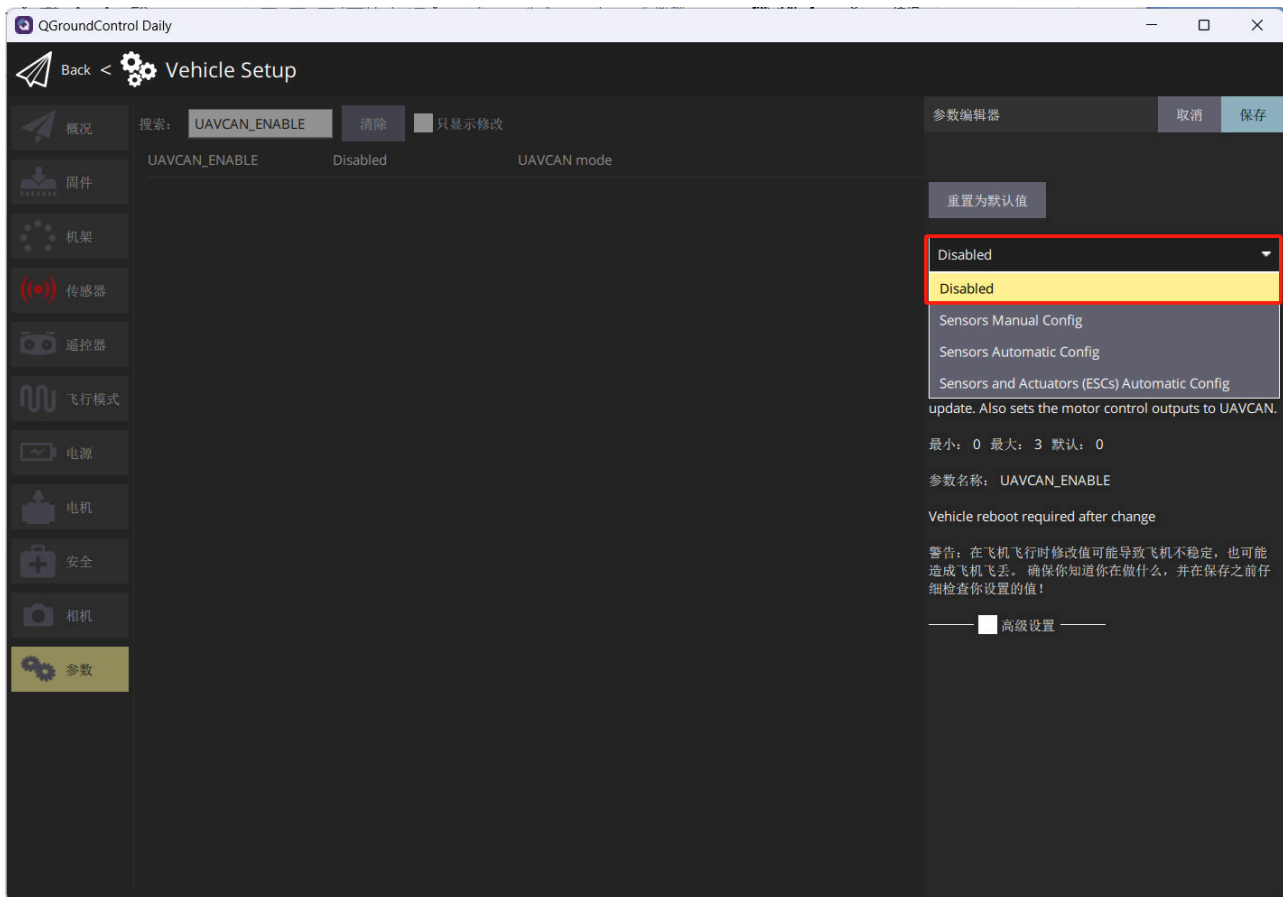 QGroundControl Daily
Back < Vehicle Setup
概况
固件
机架
传感器
遥控器
飞行模式
电源
电机
安全
相机
参数
搜索： UAVCAN_ENABLE 清除 只显示修改
UAVCAN_ENABLE Disabled UAVCAN mode
参数编辑器 取消 保存
重置为默认值
Disabled
Disabled
Sensors Manual Config
Sensors Automatic Config
Sensors and Actuators (ESCs) Automatic Config
update. Also sets the motor control outputs to UAVCAN.
最小： 0 最大： 3 默认： 0
参数名称： UAVCAN_ENABLE
Vehicle reboot required after change
警告：在飞机飞行时修改值可能导致飞机不稳定，也可能
造成飞机飞丢。 确保你知道你在做什么，并在保存之前仔
细检查你设置的值！
高级设置